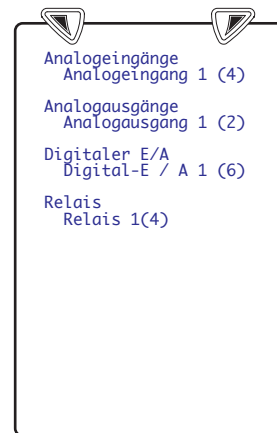 Analogeingänge
Analogeingang 1 (4)
Analogausgänge
Analogausgang 1 (2)
Digitaler E/A
Digital-E / A 1 (6)
Relais
Relais 1(4)